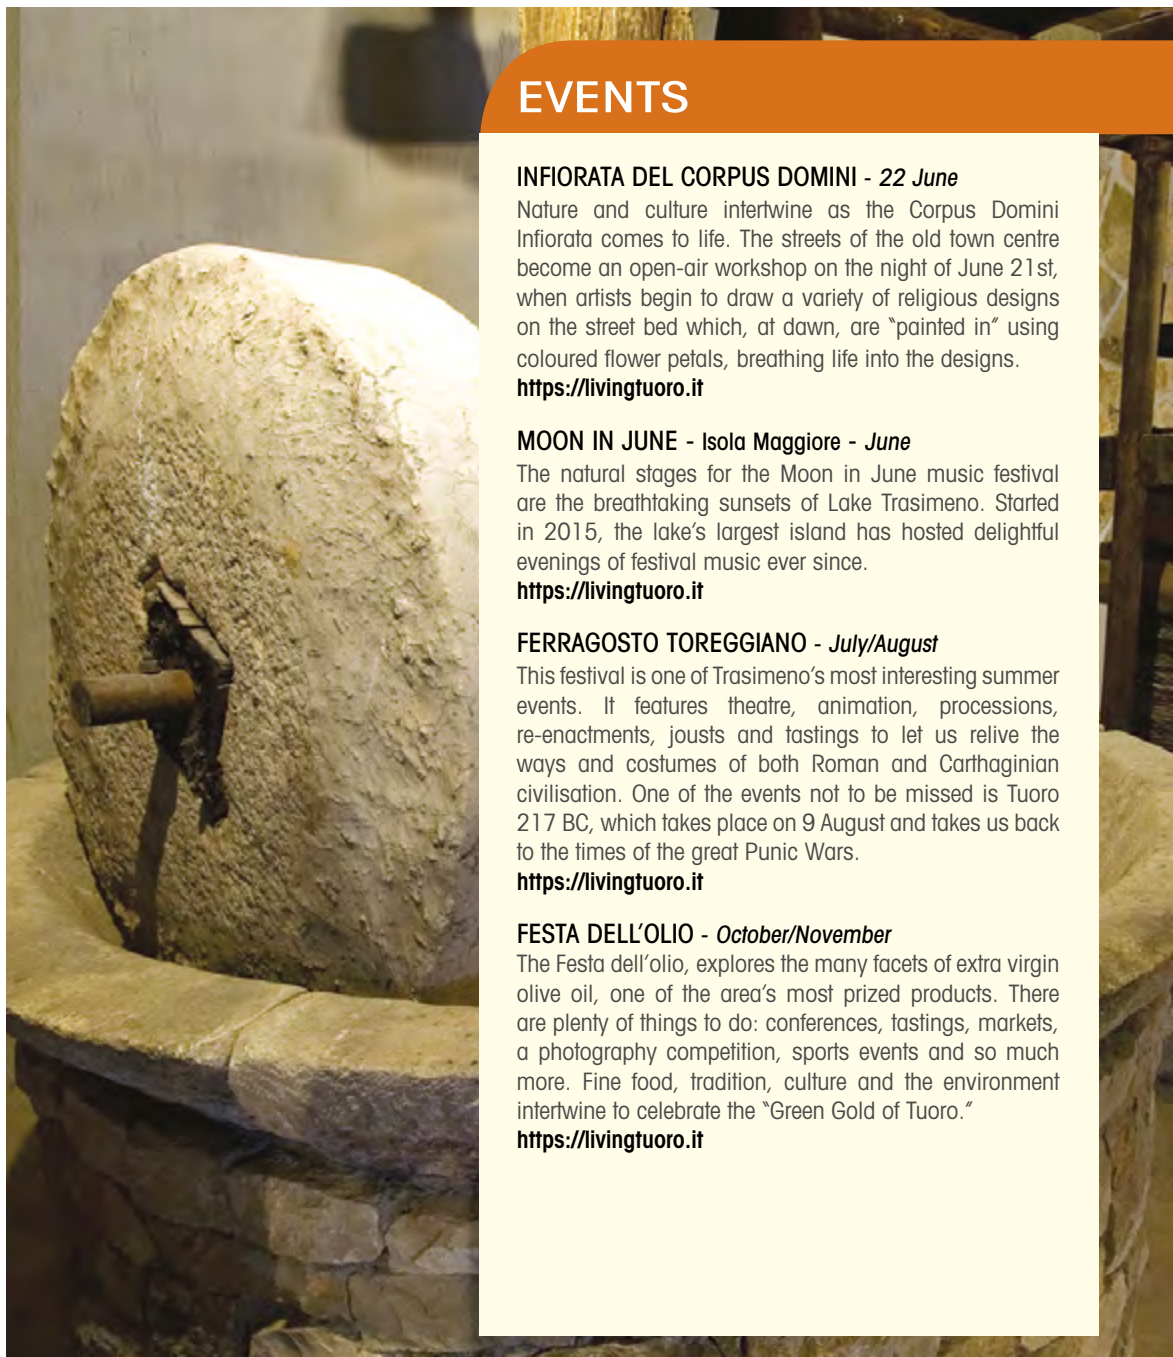 EVENTS
INFIORATA DEL CORPUS DOMINI - 22 June
Nature and culture intertwine as the Corpus Domini
Infiorata comes to life. The streets of the old town centre
become an open-air workshop on the night of June 21st,
when artists begin to draw a variety of religious designs
on the street bed which, at dawn, are “painted in” using
coloured flower petals, breathing life into the designs.
https://livingtuoro.it
MOON IN JUNE - Isola Maggiore - June
The natural stages for the Moon in June music festival
are the breathtaking sunsets of Lake Trasimeno. Started
in 2015, the lake’s largest island has hosted delightful
evenings of festival music ever since.
https://livingtuoro.it
FERRAGOSTO TOREGGIANO - July/August
This festival is one of Trasimeno’s most interesting summer
events. It features theatre, animation, processions,
re-enactments, jousts and tastings to let us relive the
ways and costumes of both Roman and Carthaginian
civilisation. One of the events not to be missed is Tuoro
217 BC, which takes place on 9 August and takes us back
to the times of the great Punic Wars.
https://livingtuoro.it
FESTA DELL’OLIO - October/November
The Festa dell’olio, explores the many facets of extra virgin
olive oil, one of the area’s most prized products. There
are plenty of things to do: conferences, tastings, markets,
a photography competition, sports events and so much
more. Fine food, tradition, culture and the environment
intertwine to celebrate the “Green Gold of Tuoro.”
https://livingtuoro.it